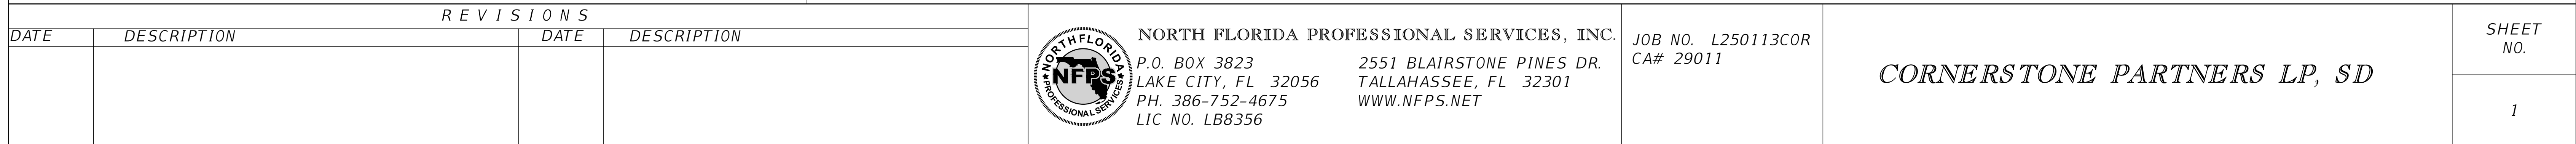 REVISIONS
DATE DESCRIPTION DATE DESCRIPTION
NORTH FLORIDA
NFPS
PROFESSIONAL SERVICES
NORTH FLORIDA PROFESSIONAL SERVICES, INC.
P.O. BOX 3823 2551 BLAIRSTONE PINES DR.
LAKE CITY, FL 32056 TALLAHASSEE, FL 32301
PH. 386-752-4675 WWW.NFPS.NET
LIC NO. LB8356
JOB NO. L250113COR
CA# 29011
CORNERSTONE PARTNERS LP, SD
SHEET
NO.
1